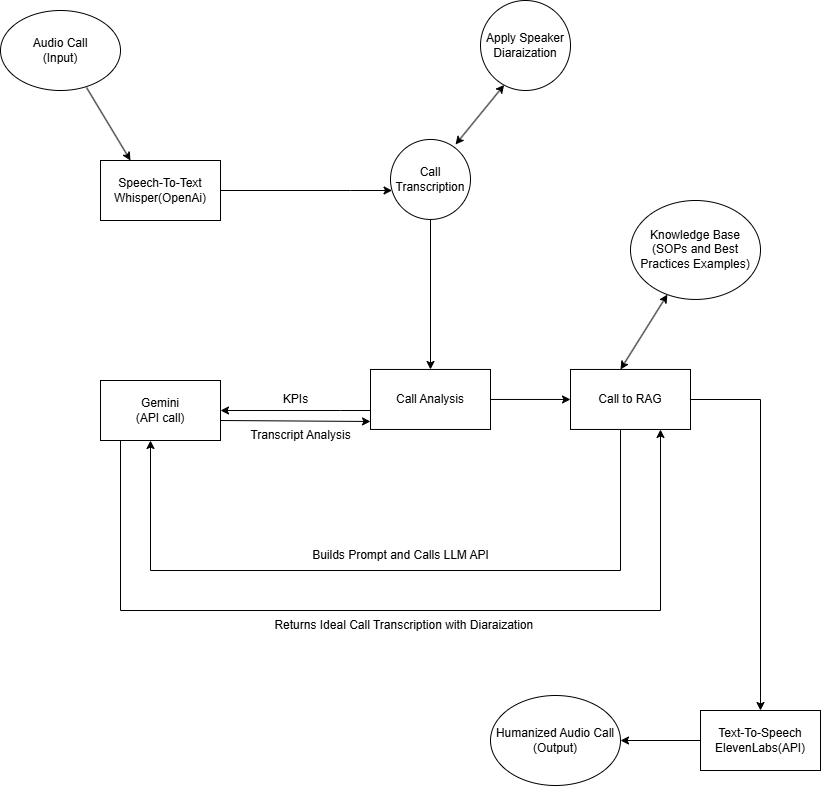 Audio Call
(Input)
Apply Speaker
Diaraization
Speech-To-Text
Whisper(OpenAi)
Call
Transcription
Knowledge Base
(SOPs and Best
Practices Examples)
Gemini
(API call)
KPIs
Transcript Analysis
Call Analysis
Call to RAG
Builds Prompt and Calls LLM API
Returns Ideal Call Transcription with Diaraization
Humanized Audio Call
(Output)
Text-To-Speech
ElevenLabs(API)